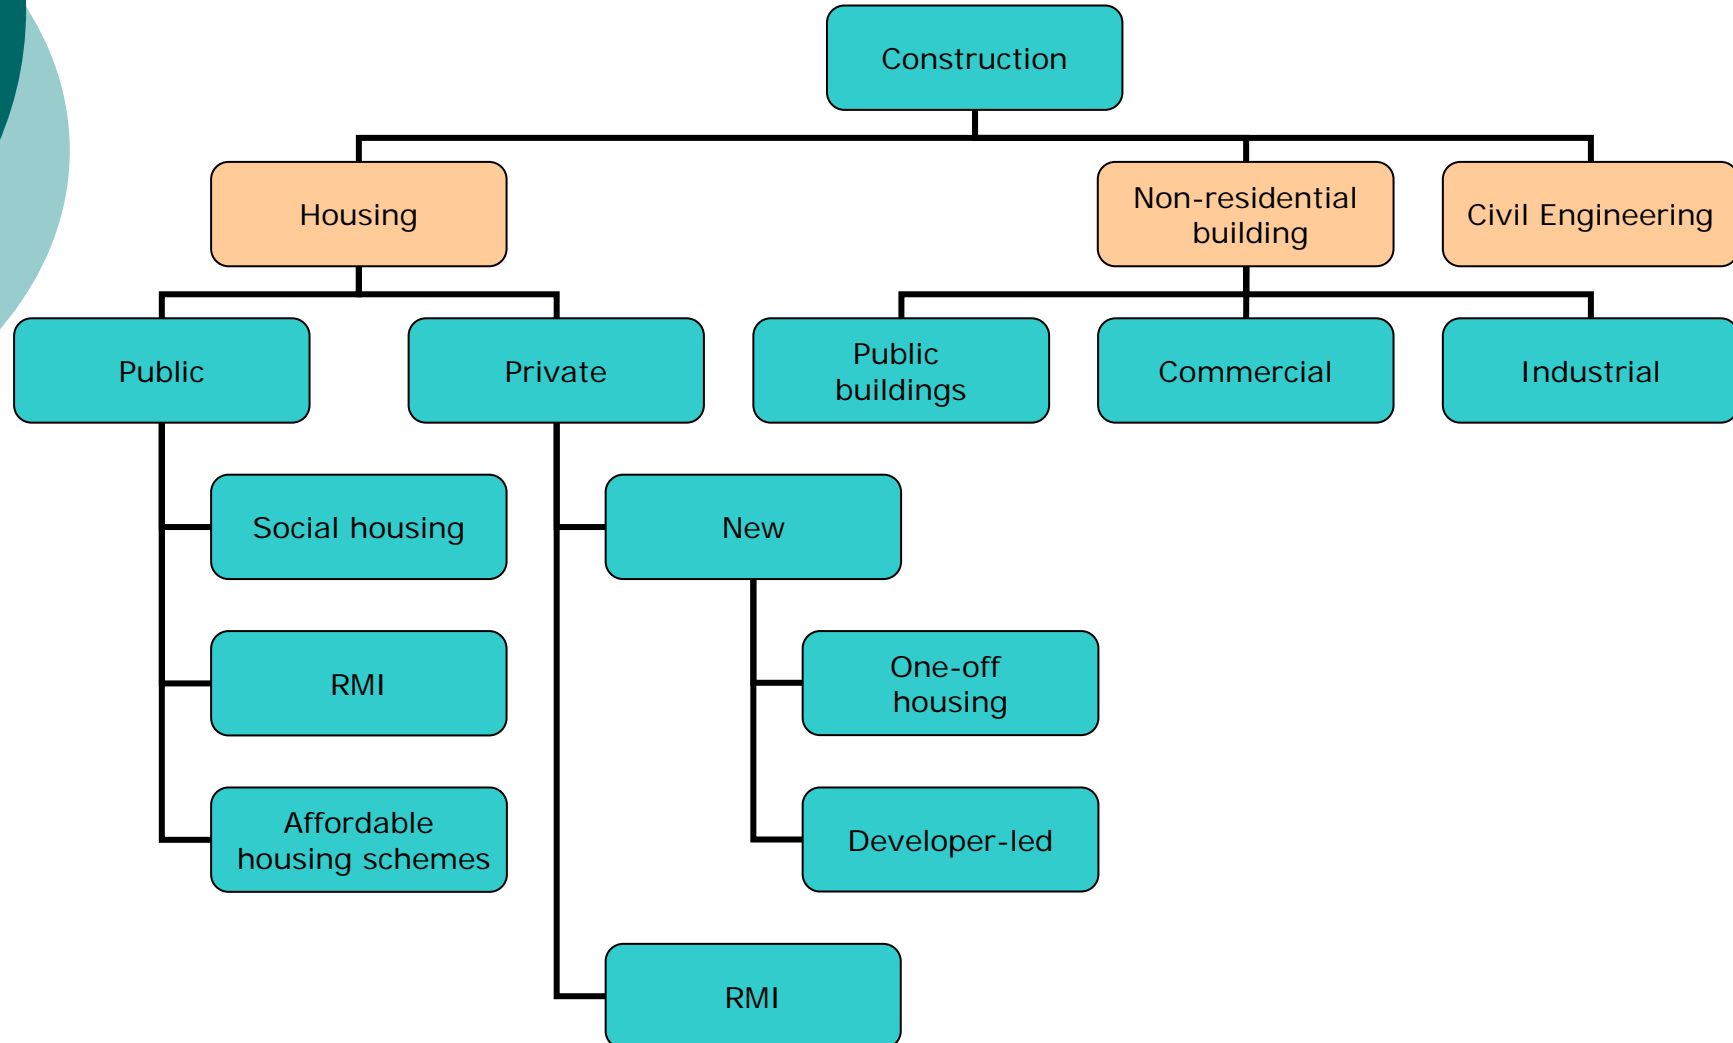 Construction
Housing
Non-residential
building
Civil Engineering
Public
Private
Public
buildings
Commercial
Industrial
Social housing
New
RMI
One-off
housing
Affordable
housing schemes
Developer-led
RMI